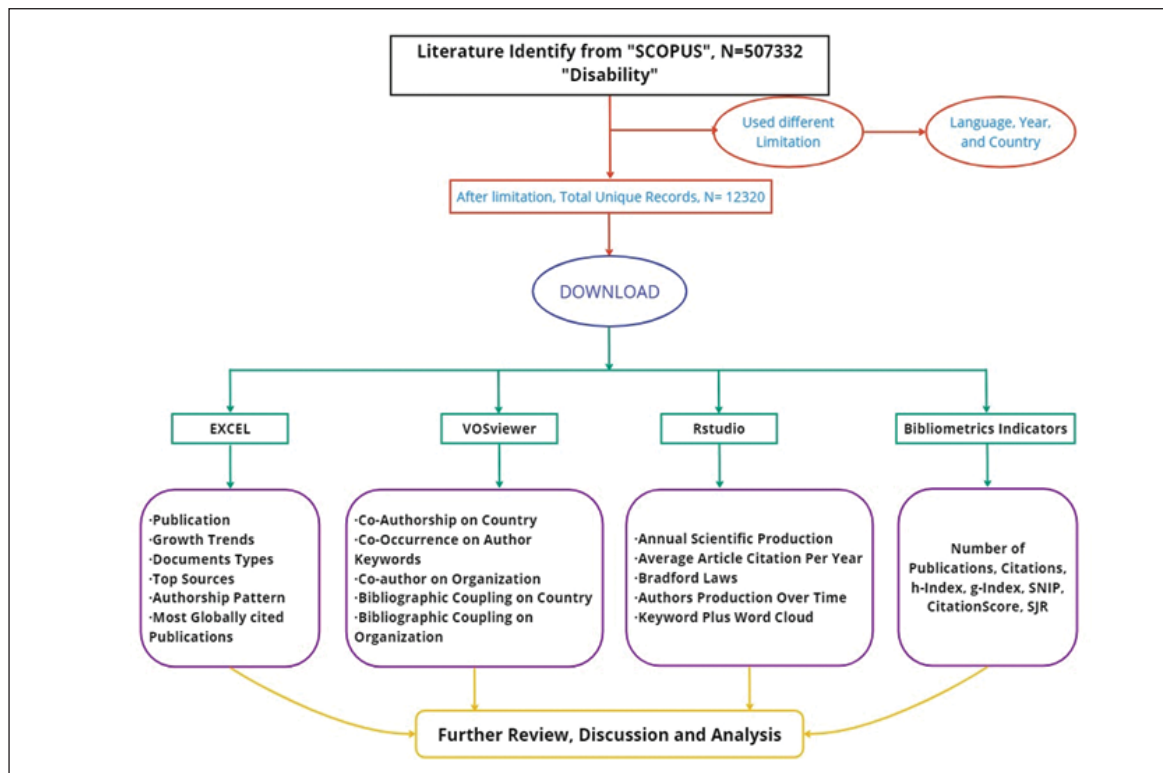 Literature Identify from "SCOPUS", N=507332
"Disability"
Used different
Limitation
Language, Year,
and Country
After limitation, Total Unique Records, N= 12320
DOWNLOAD
EXCEL
VOSviewer
Rstudio
Bibliometrics Indicators
·Publication
·Growth Trends
·Documents Types
·Top Sources
·Authorship Pattern
·Most Globally cited
Publications
·Co-Authorship on Country
·Co-Occurrence on Author
Keywords
·Co-author on Organization
·Bibliographic Coupling on Country
·Bibliographic Coupling on
Organization
·Annual Scientific Production
·Average Article Citation Per Year
·Bradford Laws
·Authors Production Over Time
·Keyword Plus Word Cloud
Number of
Publications, Citations,
h-Index, g-Index, SNIP,
CitationScore, SJR
Further Review, Discussion and Analysis